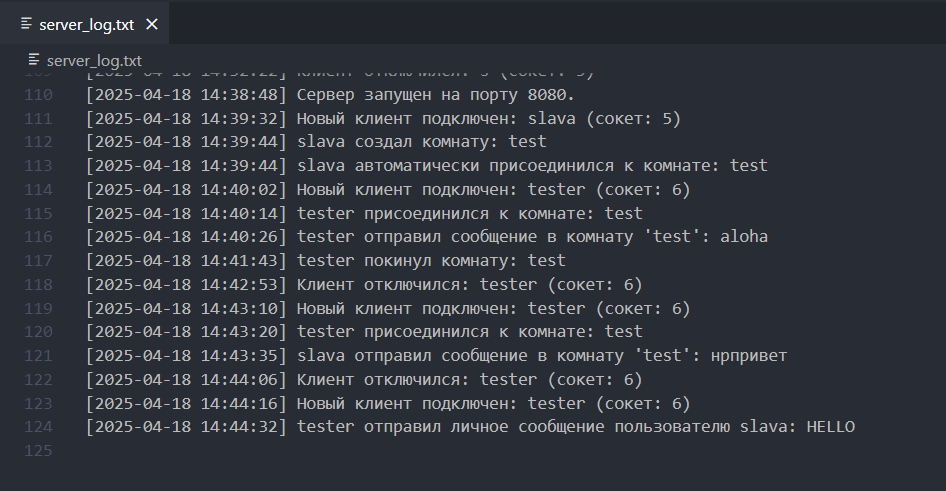 server_log.txt
server_log.txt
109 [2025-04-18 14:32:22] Клиент отключился: s (сокет: 5)
110 [2025-04-18 14:38:48] Сервер запущен на порту 8080.
111 [2025-04-18 14:39:32] Новый клиент подключен: slava (сокет: 5)
112 [2025-04-18 14:39:44] slava создал комнату: test
113 [2025-04-18 14:39:44] slava автоматически присоединился к комнате: test
114 [2025-04-18 14:40:02] Новый клиент подключен: tester (сокет: 6)
115 [2025-04-18 14:40:14] tester присоединился к комнате: test
116 [2025-04-18 14:40:26] tester отправил сообщение в комнату 'test': aloha
117 [2025-04-18 14:41:43] tester покинул комнату: test
118 [2025-04-18 14:42:53] Клиент отключился: tester (сокет: 6)
119 [2025-04-18 14:43:10] Новый клиент подключен: tester (сокет: 6)
120 [2025-04-18 14:43:20] tester присоединился к комнате: test
121 [2025-04-18 14:43:35] slava отправил сообщение в комнату 'test': нрпривет
122 [2025-04-18 14:44:06] Клиент отключился: tester (сокет: 6)
123 [2025-04-18 14:44:16] Новый клиент подключен: tester (сокет: 6)
124 [2025-04-18 14:44:32] tester отправил личное сообщение пользователю slava: HELLO
125